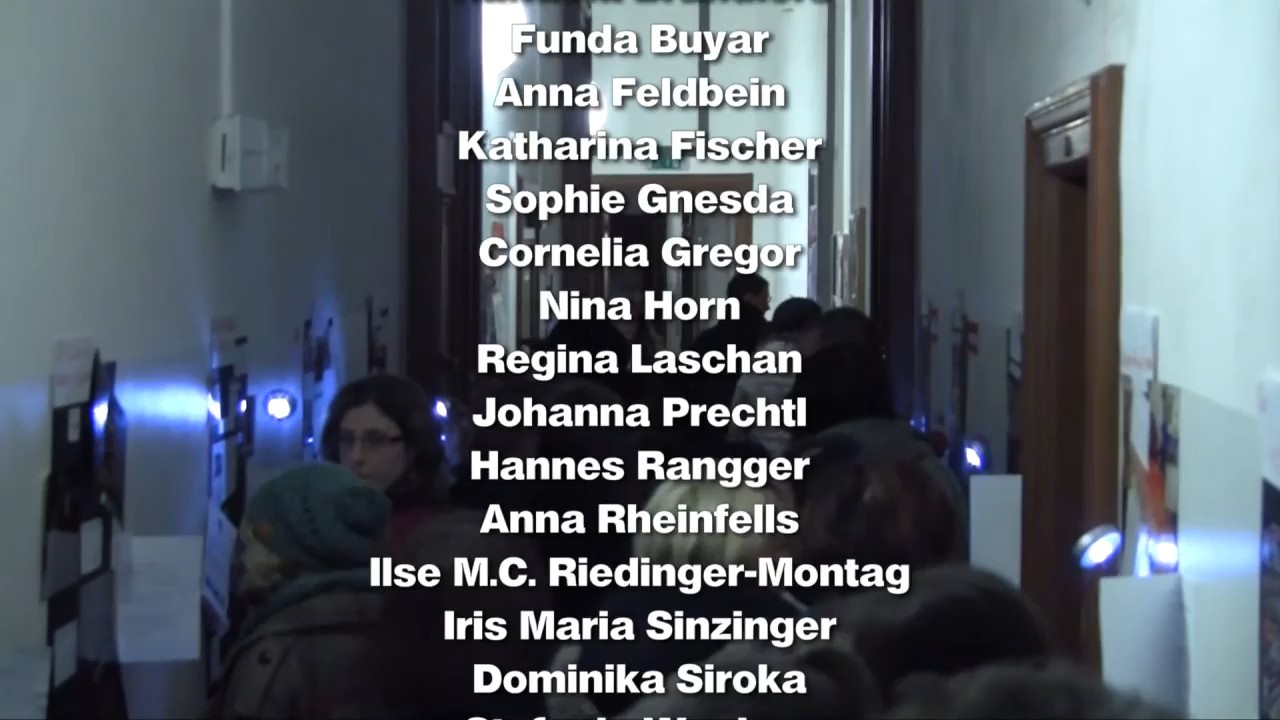 Funda Buyar
Anna Feldbein
Katharina Fischer
Sophie Gnesda
Cornelia Gregor
Nina Horn
Regina Laschan
Johanna Prechtl
Hannes Rangger
Anna Rheinfells
Ilse M.C. Riedinger-Montag
Iris Maria Sinzinger
Dominika Siroka